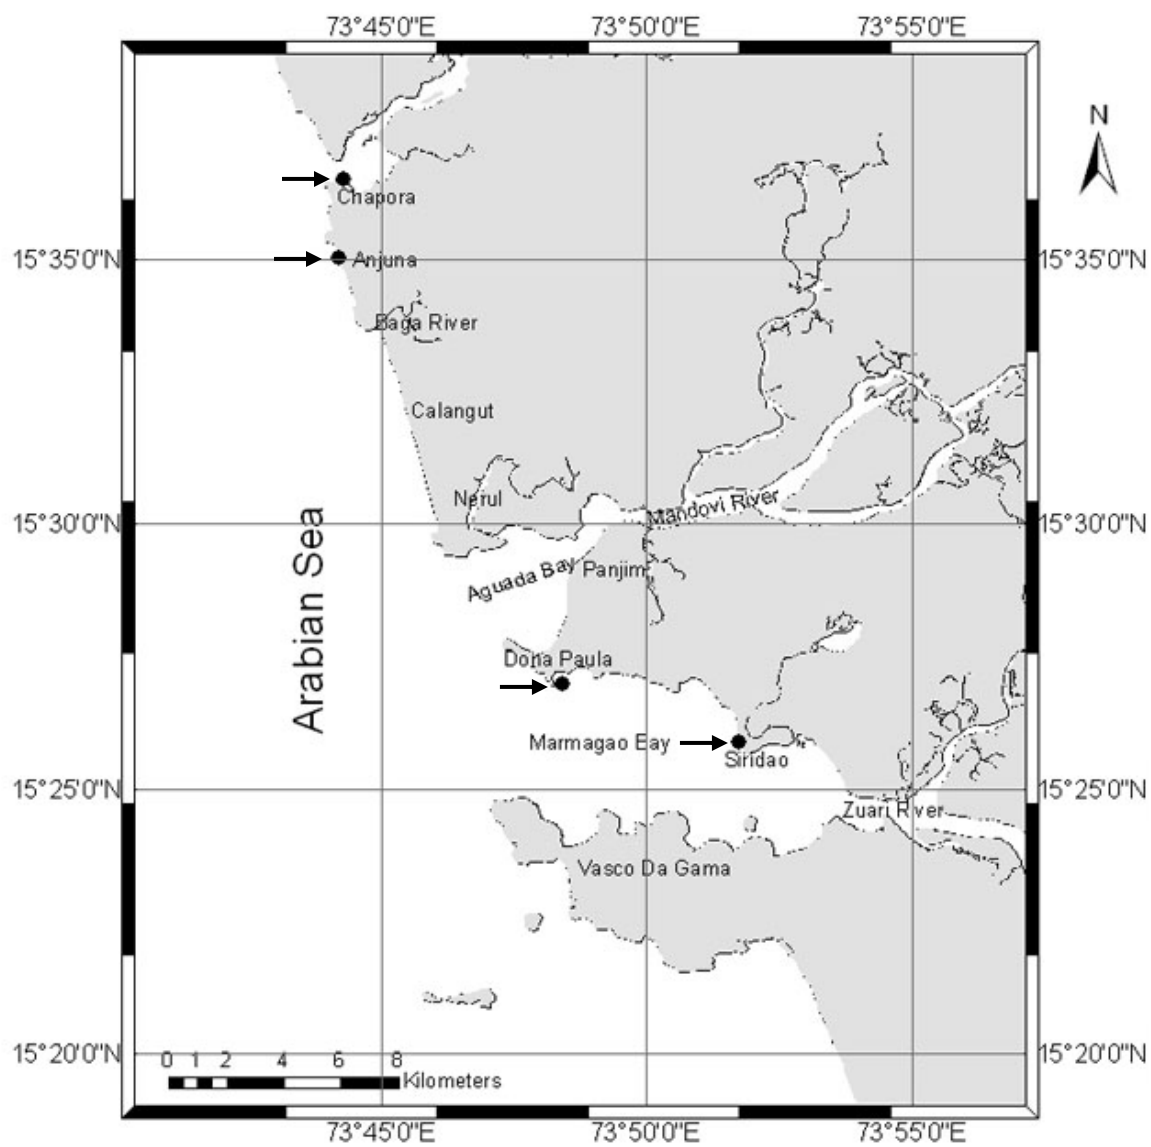 73°45'0"E 73°50'0"E 73°55'0"E
N
Chapora
15°35'0"N Anjuna 15°35'0"N
Baga River
Calangut
Nerul
Mandovi River
15°30'0"N 15°30'0"N
Arabian Sea
Aguada Bay Panjim
Dona Paula
Marmagao Eay
Siridao
15°25'0"N 15°25'0"N
Zuari River
Vasco Da Gama
15°20'0"N 15°20'0"N
0 1 2 4 6 8
Kilometers
73°45'0"E 73°50'0"E 73°55'0"E